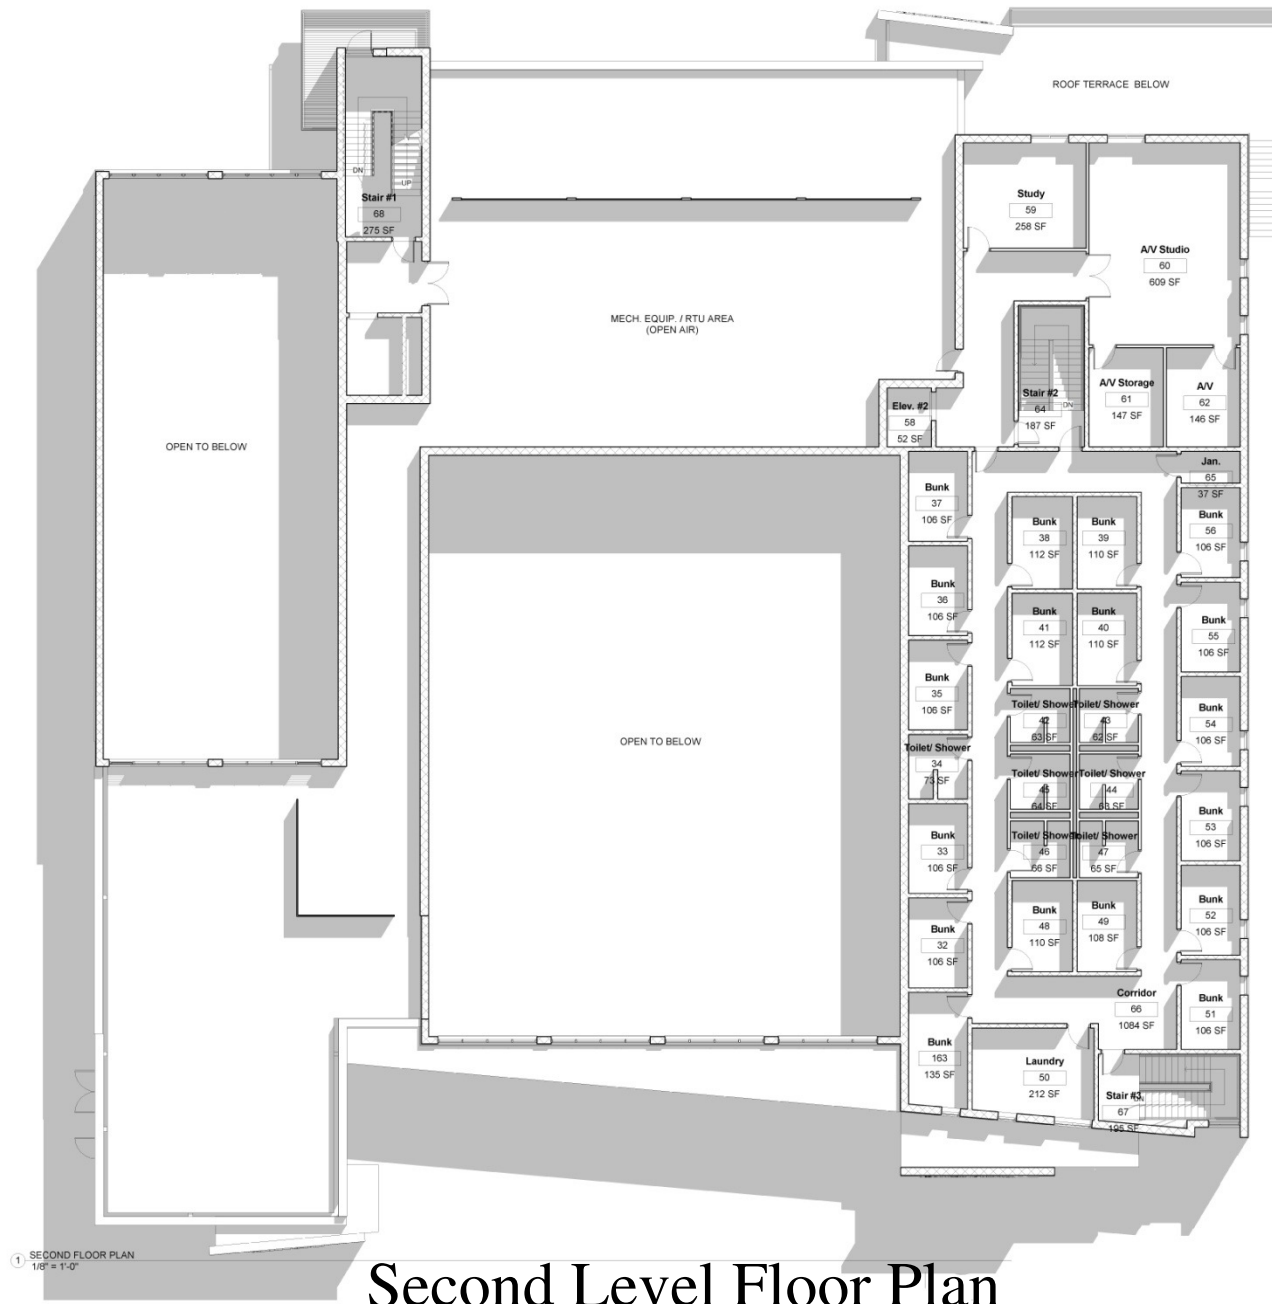 ROOF TERRACE BELOW
DN
UP
Stair #1
68
275 SF
Study
59
258 SF
A/V Studio
60
609 SF
MECH. EQUIP. / RTU AREA
(OPEN AIR)
A/V Storage
61
147 SF
A/V
62
146 SF
Stair #2
64
DN
187 SF
Elev. #2
58
52 SF
OPEN TO BELOW
Jan.
65
37 SF
Bunk
37
106 SF
Bunk
38
112 SF
Bunk
39
110 SF
Bunk
56
106 SF
Bunk
36
106 SF
Bunk
41
112 SF
Bunk
40
110 SF
Bunk
55
106 SF
Bunk
35
106 SF
Toilet/ Shower
42
63 SF
Toilet/ Shower
43
62 SF
Bunk
54
106 SF
OPEN TO BELOW
Toilet/ Shower
34
73 SF
Toilet/ Shower
45
64 SF
Toilet/ Shower
44
63 SF
Bunk
53
106 SF
Bunk
33
106 SF
Toilet/ Shower
46
66 SF
Toilet/ Shower
47
65 SF
Bunk
52
106 SF
Bunk
32
106 SF
Bunk
48
110 SF
Bunk
49
108 SF
Corridor
66
1084 SF
Bunk
51
106 SF
Bunk
163
135 SF
Laundry
50
212 SF
Stair #3
DN
67
195 SF
1
SECOND FLOOR PLAN
1/8" = 1'-0"
Second Level Floor Plan